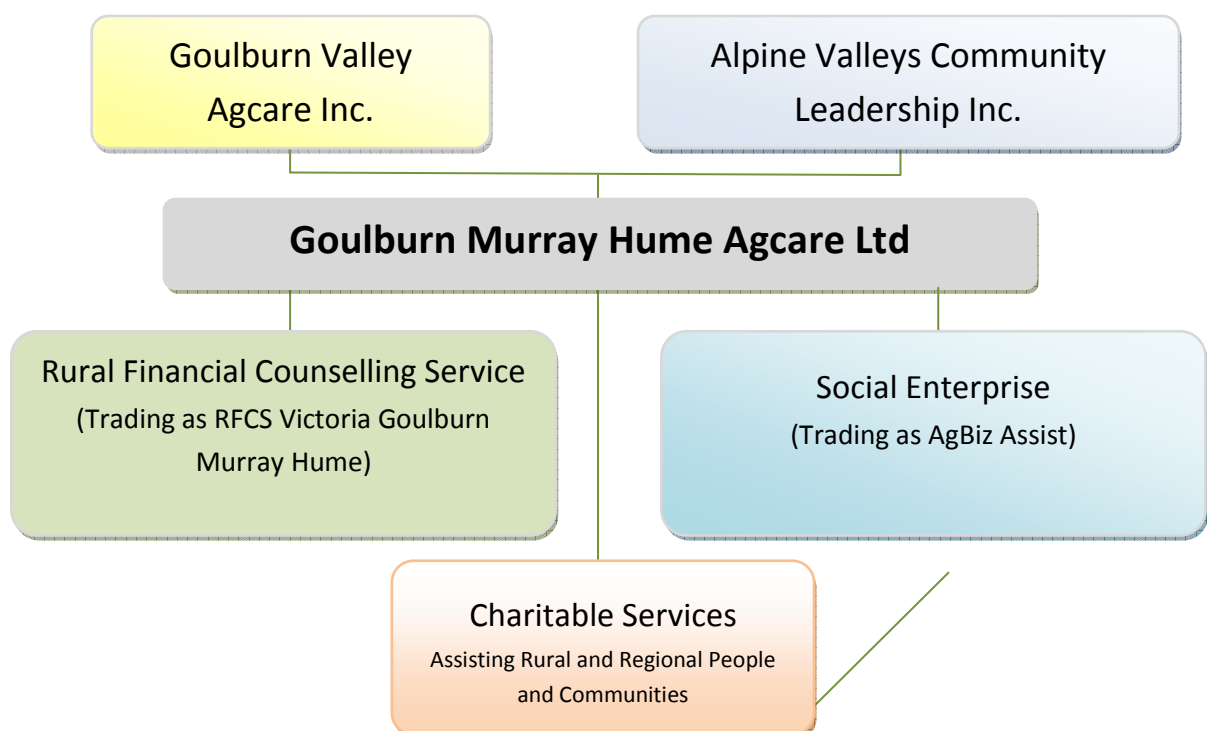 Goulburn Valley
Agcare Inc.
Alpine Valleys Community
Leadership Inc.
Goulburn Murray Hume Agcare Ltd
Rural Financial Counselling Service
(Trading as RFCS Victoria Goulburn
Murray Hume)
Social Enterprise
(Trading as AgBiz Assist)
Charitable Services
Assisting Rural and Regional People
and Communities